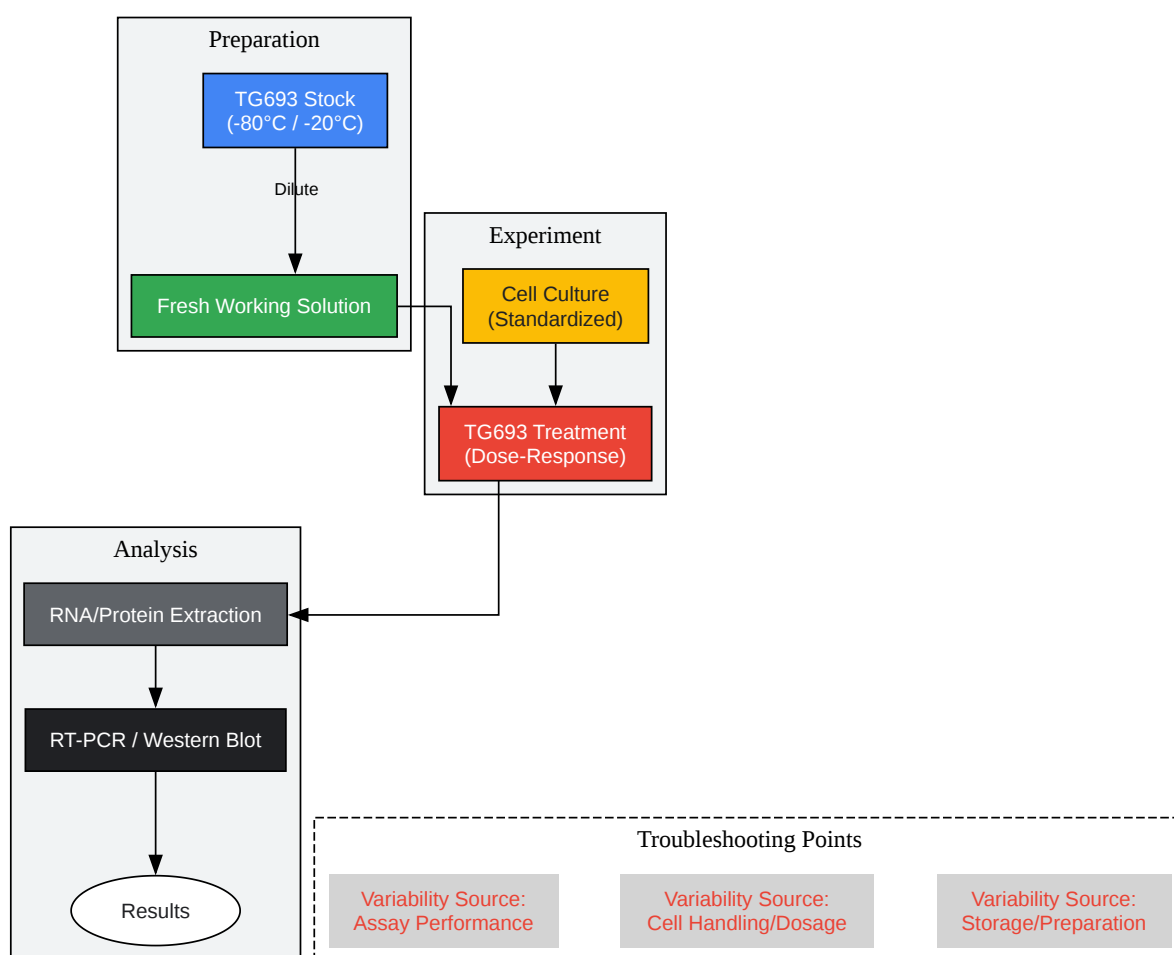 Preparation
TG693 Stock
(-80°C / -20°C)
Dilute
Fresh Working Solution
Experiment
Cell Culture
(Standardized)
TG693 Treatment
(Dose-Response)
Analysis
RNA/Protein Extraction
RT-PCR / Western Blot
Results
Troubleshooting Points
Variability Source:
Assay Performance
Variability Source:
Cell Handling/Dosage
Variability Source:
Storage/Preparation